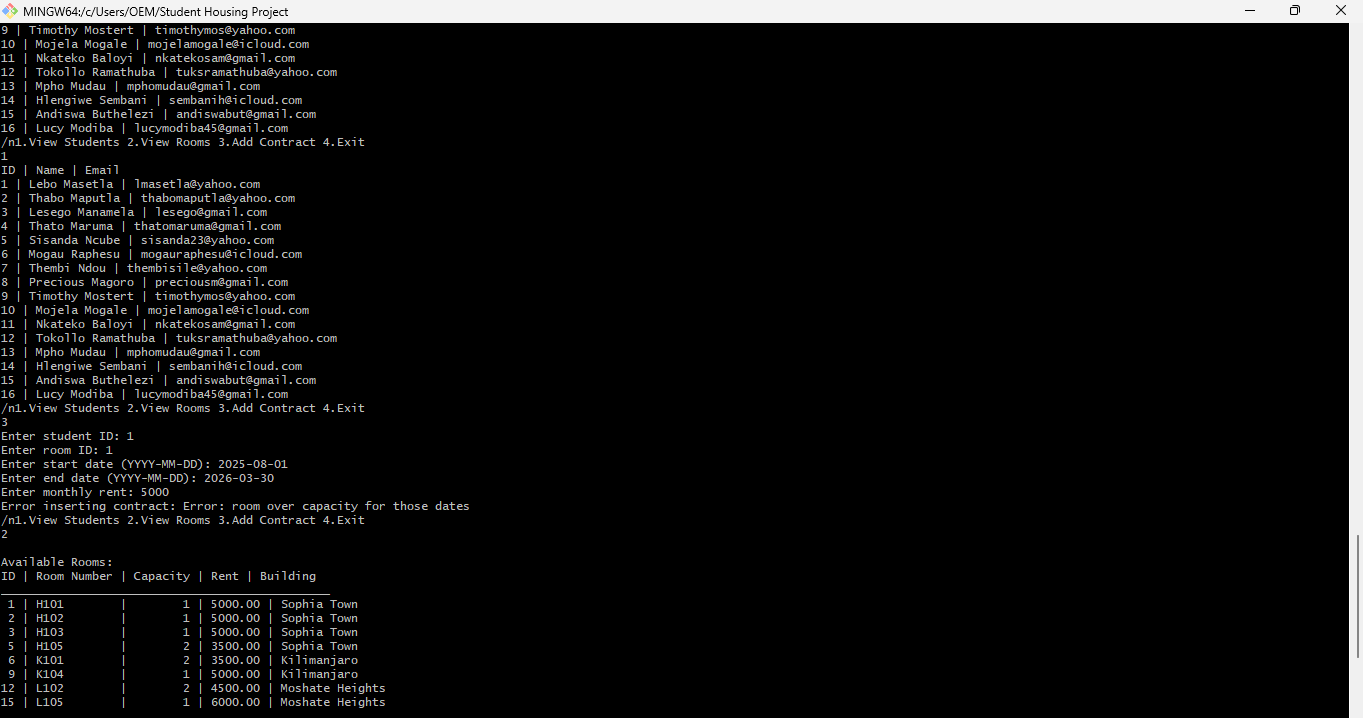 MINGW64:/c/Users/OEM/Student Housing Project
9 | Timothy Mostert | timothymos@yahoo.com
10 | Mojela Mogale | mojelamogale@icloud.com
11 | Nkateko Baloyi | nkatekosam@gmail.com
12 | Tokollo Ramathuba | tuksramathuba@yahoo.com
13 | Mpho Mudau | mphomudau@gmail.com
14 | Hlengiwe Sembani | sembanih@icloud.com
15 | Andiswa Buthelezi | andiswabut@gmail.com
16 | Lucy Modiba | lucymodiba45@gmail.com
/n1.View Students 2.View Rooms 3.Add Contract 4.Exit
1
ID | Name | Email
1 | Lebo Masetla | lmasetla@yahoo.com
2 | Thabo Maputla | thabomaputla@yahoo.com
3 | Lesego Manamela | lesego@gmail.com
4 | Thato Maruma | thatomaruma@gmail.com
5 | Sisanda Ncube | sisanda23@yahoo.com
6 | Mogau Raphesu | mogauraphesu@icloud.com
7 | Thembi Ndou | thembisile@yahoo.com
8 | Precious Magoro | preciousm@gmail.com
9 | Timothy Mostert | timothymos@yahoo.com
10 | Mojela Mogale | mojelamogale@icloud.com
11 | Nkateko Baloyi | nkatekosam@gmail.com
12 | Tokollo Ramathuba | tuksramathuba@yahoo.com
13 | Mpho Mudau | mphomudau@gmail.com
14 | Hlengiwe Sembani | sembanih@icloud.com
15 | Andiswa Buthelezi | andiswabut@gmail.com
16 | Lucy Modiba | lucymodiba45@gmail.com
/n1.View Students 2.View Rooms 3.Add Contract 4.Exit
3
Enter student ID: 1
Enter room ID: 1
Enter start date (YYYY-MM-DD): 2025-08-01
Enter end date (YYYY-MM-DD): 2026-03-30
Enter monthly rent: 5000
Error inserting contract: Error: room over capacity for those dates
/n1.View Students 2.View Rooms 3.Add Contract 4.Exit
2
Available Rooms:
ID | Room Number | Capacity | Rent | Building
1 | H101 | 1 | 5000.00 | Sophia Town
2 | H102 | 1 | 5000.00 | Sophia Town
3 | H103 | 1 | 5000.00 | Sophia Town
5 | H105 | 2 | 3500.00 | Sophia Town
6 | K101 | 2 | 3500.00 | Kilimanjaro
9 | K104 | 1 | 5000.00 | Kilimanjaro
12 | L102 | 2 | 4500.00 | Moshate Heights
15 | L105 | 1 | 6000.00 | Moshate Heights